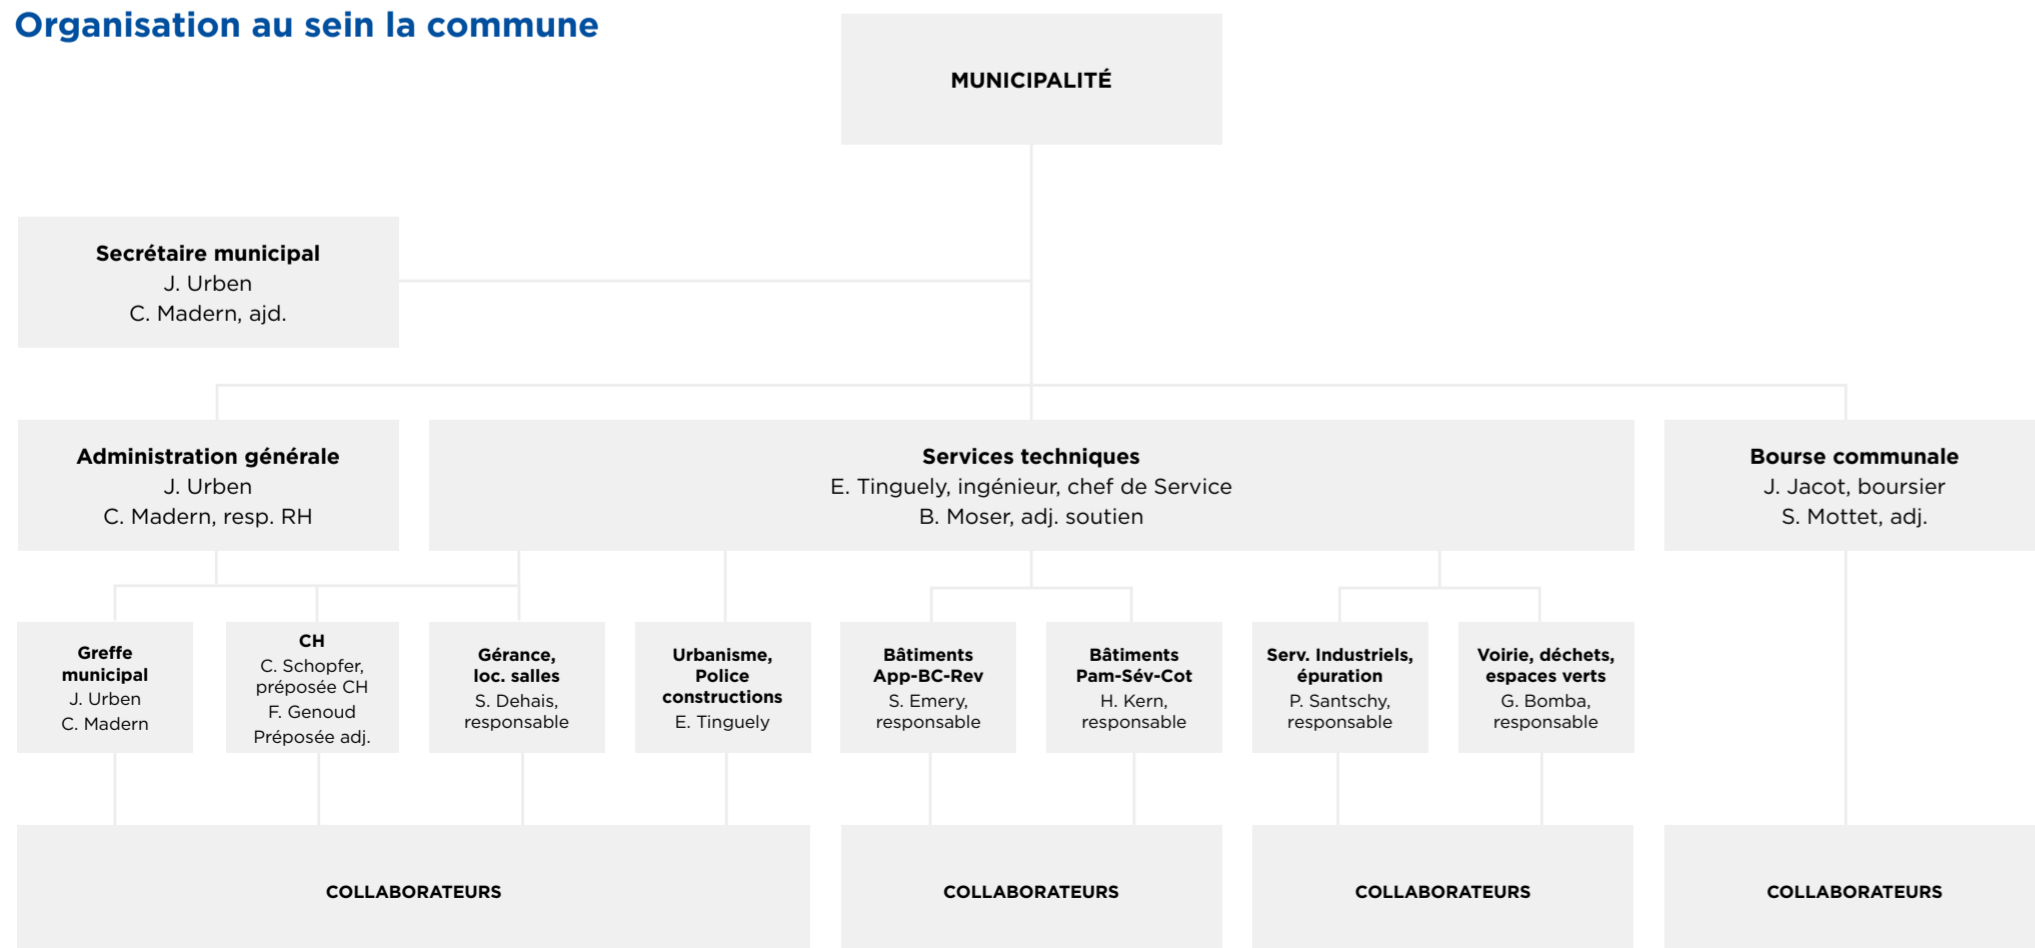 Organisation au sein la commune
MUNICIPALITÉ
Secrétaire municipal
J. Urben
C. Madern, ajd.
Administration générale
J. Urben
C. Madern, resp. RH
Services techniques
E. Tinguely, ingénieur, chef de Service
B. Moser, adj. soutien
Bourse communale
J. Jacot, boursier
S. Mottet, adj.
Greffe
municipal
J. Urben
C. Madern
CH
C. Schopfer,
préposée CH
F. Genoud
Préposée adj.
Gérance,
loc. salles
S. Dehais,
responsable
Urbanisme,
Police
constructions
E. Tinguely
Bâtiments
App-BC-Rev
S. Emery,
responsable
Bâtiments
Pam-Sév-Cot
H. Kern,
responsable
Serv. Industriels,
épuration
P. Santschy,
responsable
Voirie, déchets,
espaces verts
G. Bomba,
responsable
COLLABORATEURS
COLLABORATEURS
COLLABORATEURS
COLLABORATEURS